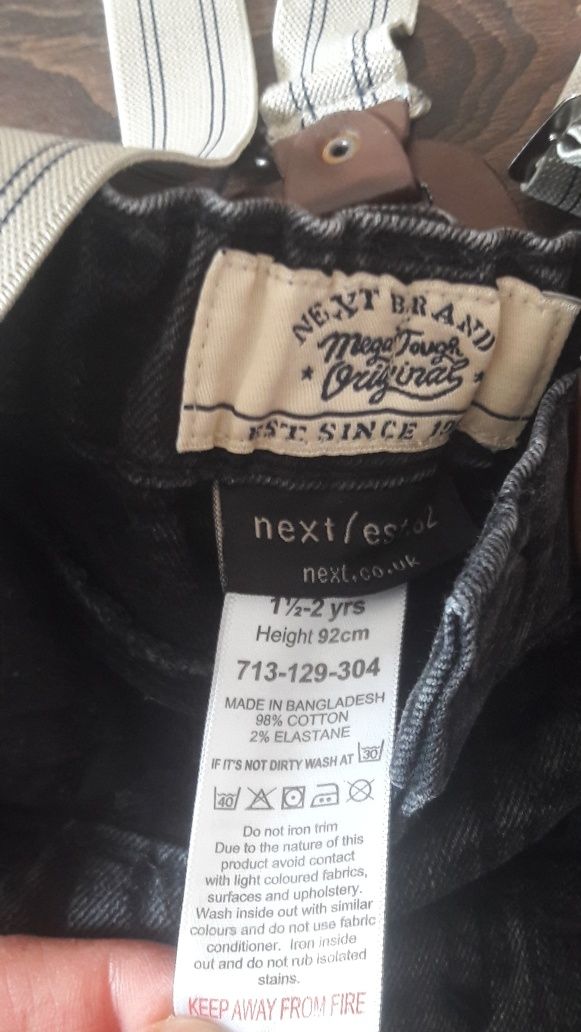 NEXT BRAND
Mega Tough
Original
EST. SINCE
next/
next.co.uk
1½-2 yrs
Height 92cm
713-129-304
MADE IN BANGLADESH
98% COTTON
2% ELASTANE
IF IT'S NOT DIRTY WASH AT 30
40
Do not iron trim
Due to the nature of this
product avoid contact
with light coloured fabrics,
surfaces and upholstery.
Wash inside out with similar
colours and do not use fabric
conditioner. Iron inside
out and do not rub isolated
stains.
KEEP AWAY FROM FIRE